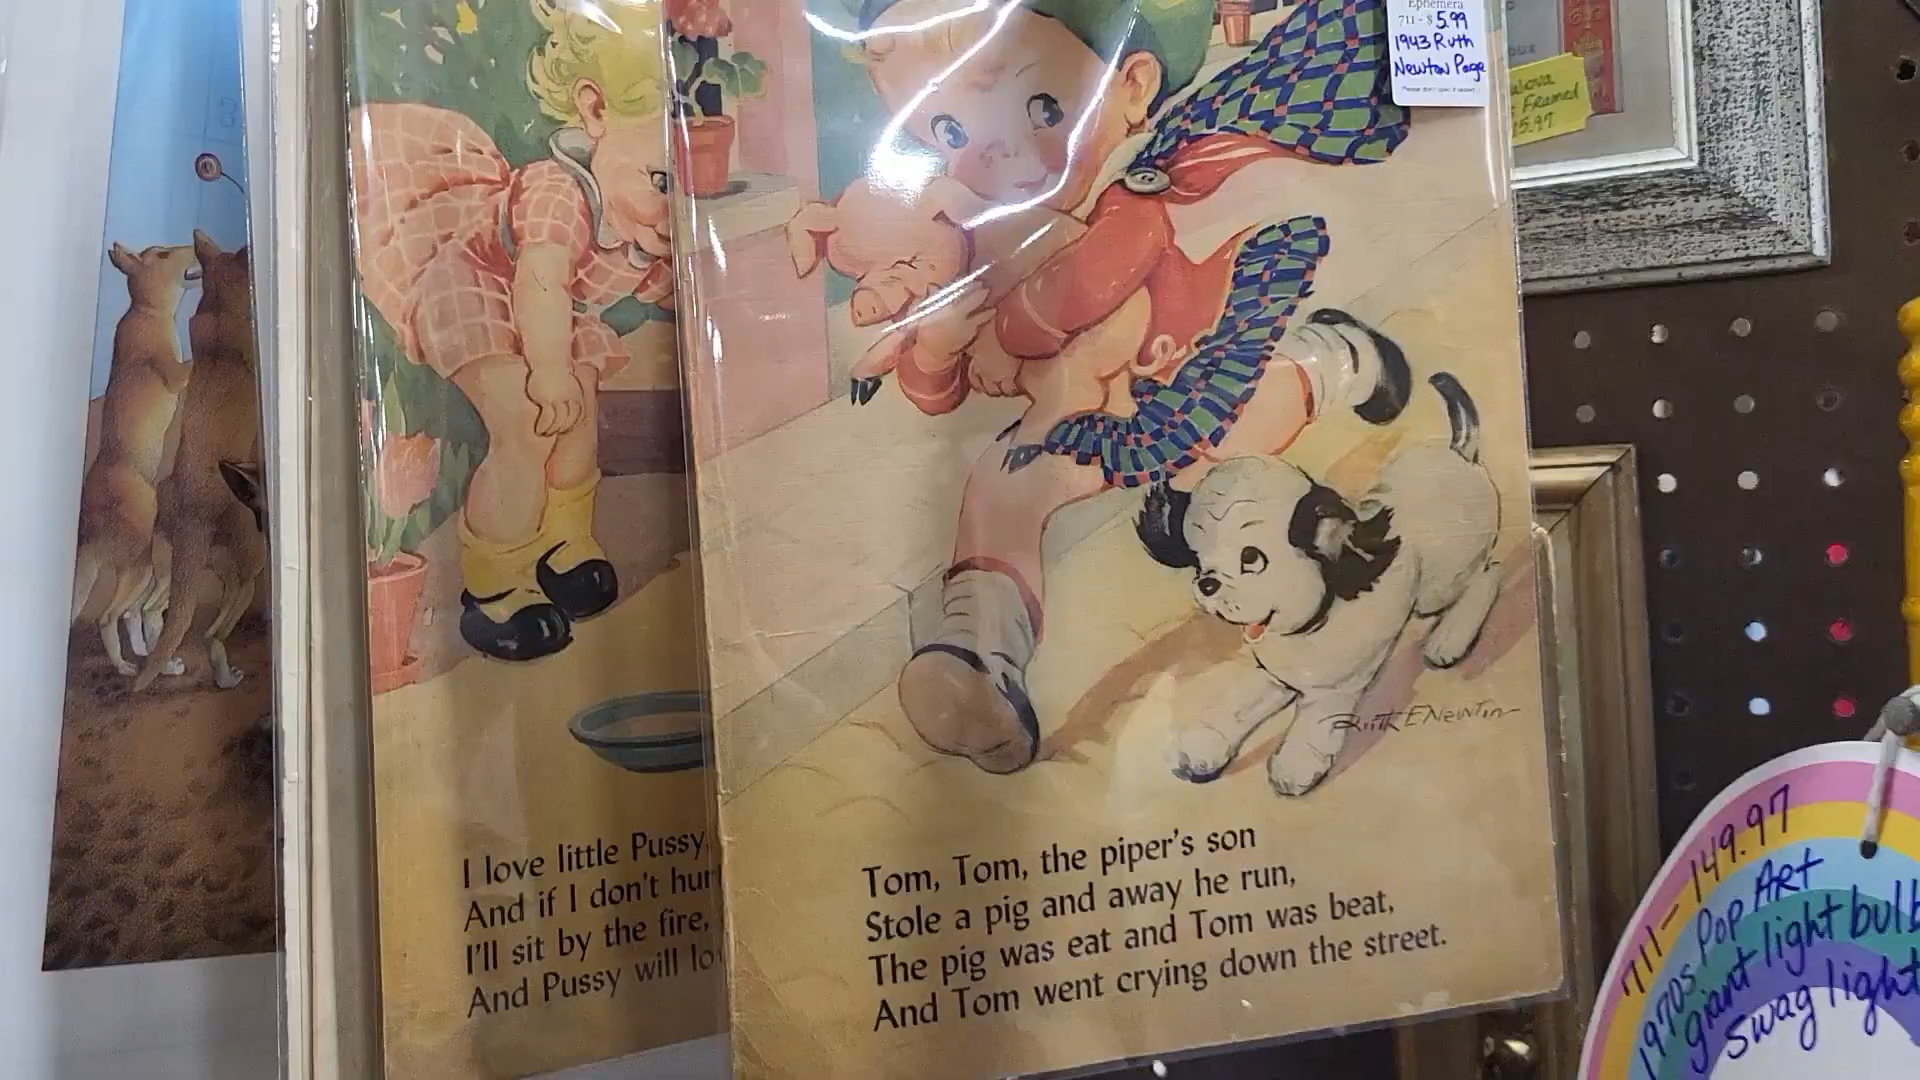 Ephemera
711 - $5.99
1943 Ruth
Newton Page
Framed
15.97
Ruth E Newton
I love little Pussy
And if I don't hur
I'll sit by the fire,
And Pussy will lo
Tom, Tom, the piper's son
Stole a pig and away he run,
The pig was eat and Tom was beat,
And Tom went crying down the street.
711 - 149.97
1970s Pop Art
giant light bulb
Swag light